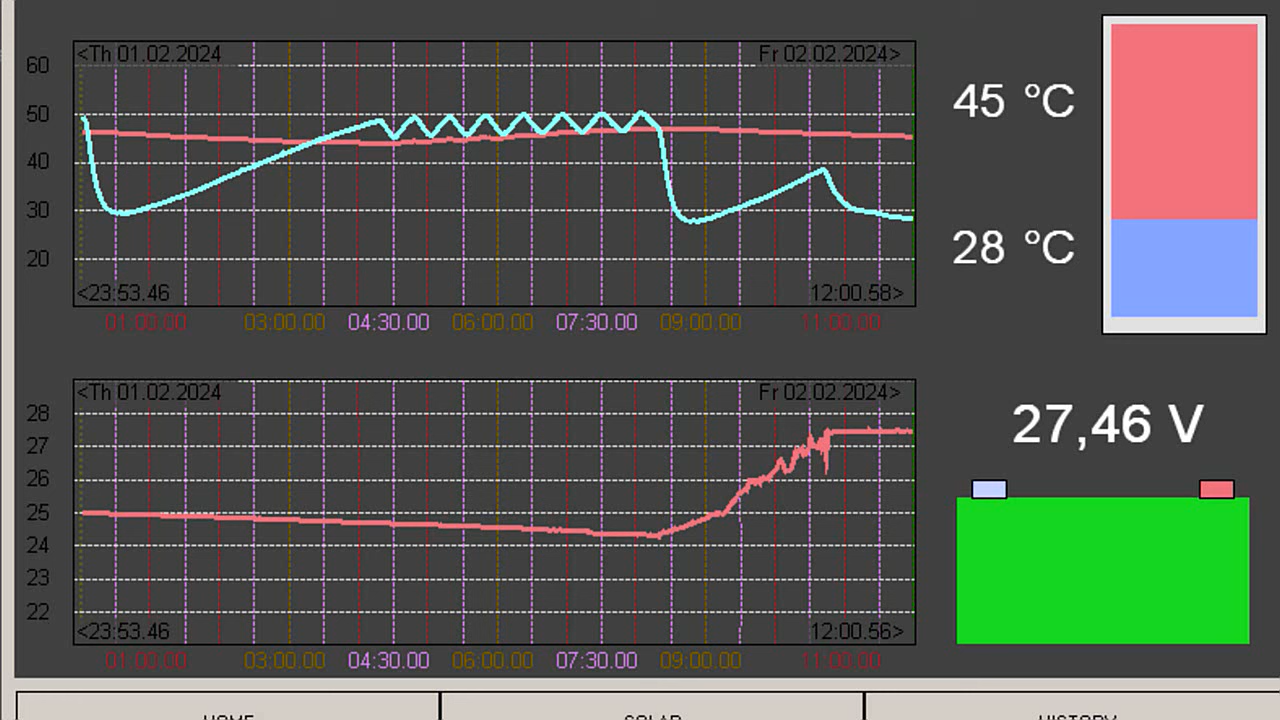 <Th 01.02.2024 Fr 02.02.2024>
60
50
40
30
20
<23:53.46 12:00.58>
01:00.00 03:00.00 04:30.00 06:00.00 07:30.00 09:00.00 11:00.00
45 °C
28 °C
<Th 01.02.2024 Fr 02.02.2024>
28
27
26
25
24
23
22
<23:53.46 12:00.56>
01:00.00 03:00.00 04:30.00 06:00.00 07:30.00 09:00.00 11:00.00
27,46 V
HOME SOLAR HISTORY